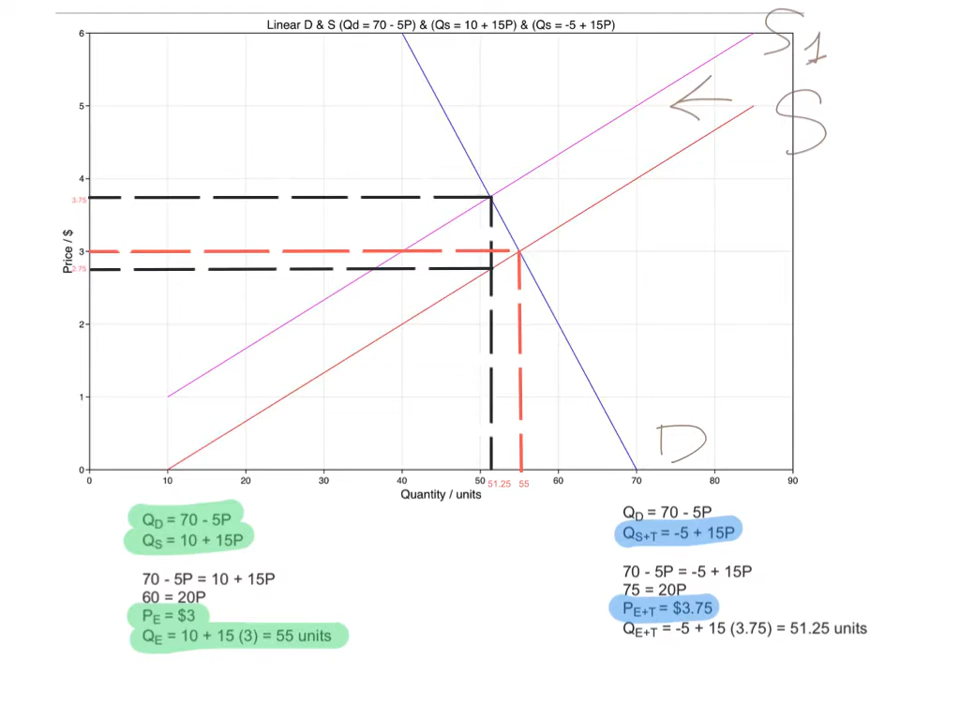 Linear D & S (Qd = 70 - 5P) & (Qs = 10 + 15P) & (Qs = -5 + 15P)
S1
S
6
5
4
3.75
3
2.75
2
1
0
Price / $
D
0 10 20 30 40 50 51.25 55 60 70 80 90
Quantity / units
QD = 70 - 5P
QS = 10 + 15P
70 - 5P = 10 + 15P
60 = 20P
PE = $3
QE = 10 + 15 (3) = 55 units
QD = 70 - 5P
QS+T = -5 + 15P
70 - 5P = -5 + 15P
75 = 20P
PE+T = $3.75
QE+T = -5 + 15 (3.75) = 51.25 units